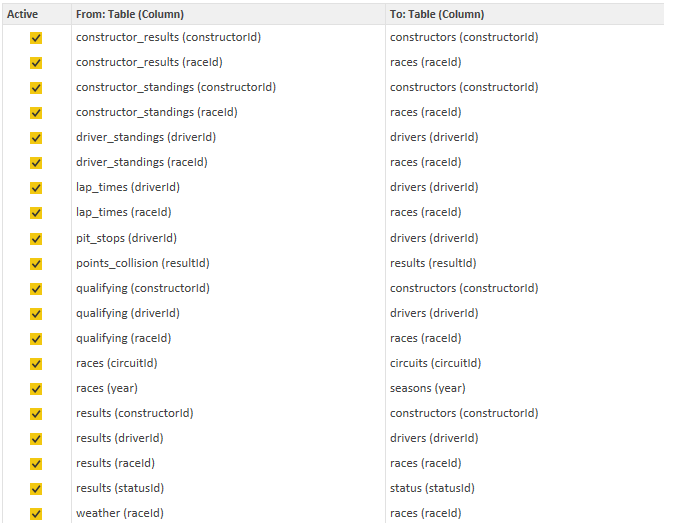 Active From: Table (Column) To: Table (Column)
constructor_results (constructorId) constructors (constructorId)
constructor_results (raceId) races (raceId)
constructor_standings (constructorId) constructors (constructorId)
constructor_standings (raceId) races (raceId)
driver_standings (driverId) drivers (driverId)
driver_standings (raceId) races (raceId)
lap_times (driverId) drivers (driverId)
lap_times (raceId) races (raceId)
pit_stops (driverId) drivers (driverId)
points_collision (resultId) results (resultId)
qualifying (constructorId) constructors (constructorId)
qualifying (driverId) drivers (driverId)
qualifying (raceId) races (raceId)
races (circuitId) circuits (circuitId)
races (year) seasons (year)
results (constructorId) constructors (constructorId)
results (driverId) drivers (driverId)
results (raceId) races (raceId)
results (statusId) status (statusId)
weather (raceId) races (raceId)